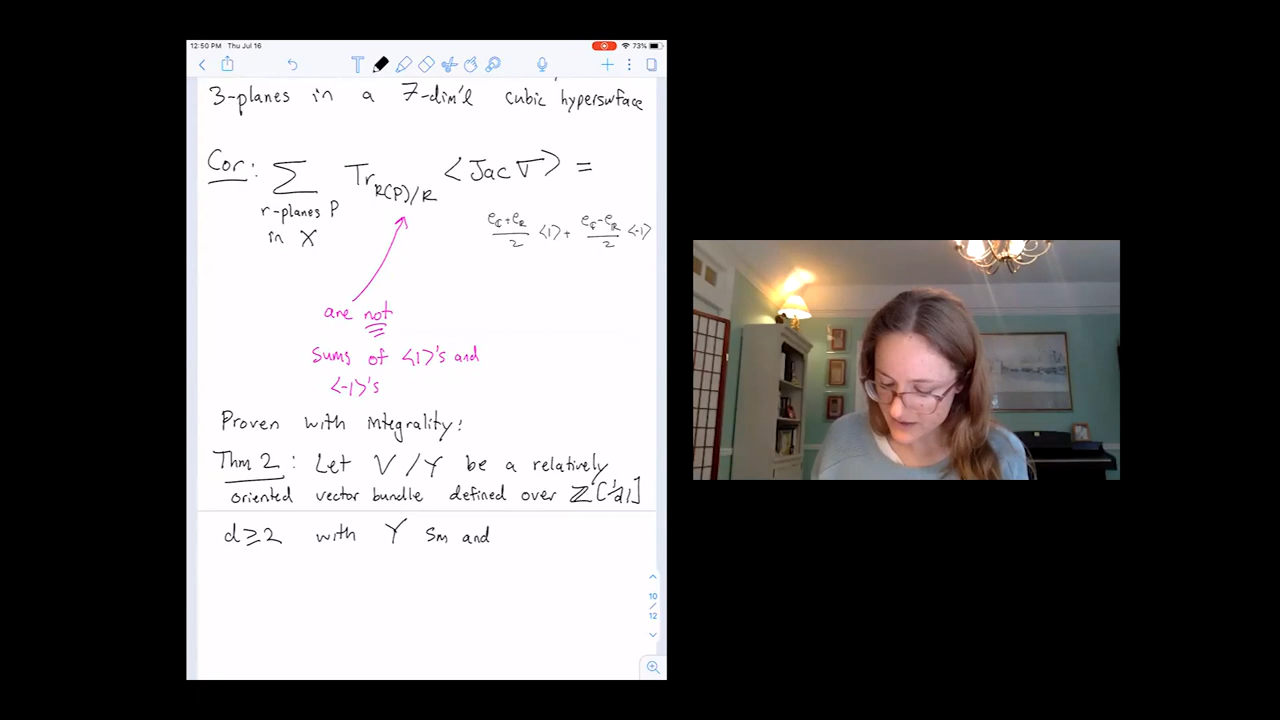 12:50 PM Thu Jul 16
73%
3-planes in a 7-dim'l cubic hypersurface
Cor: ∑ Tr_{k(P)/k} <Jac σ> =
r-planes P
in X
(e_ℂ + e_ℝ)/2 <1> + (e_ℂ - e_ℝ)/2 <-1>
are not
sums of <1>'s and
<-1>'s
Proven with integrality:
Thm 2: Let V/Y be a relatively
oriented vector bundle defined over ℤ[1/d!]
d≥2 with Y sm and
10
/
12